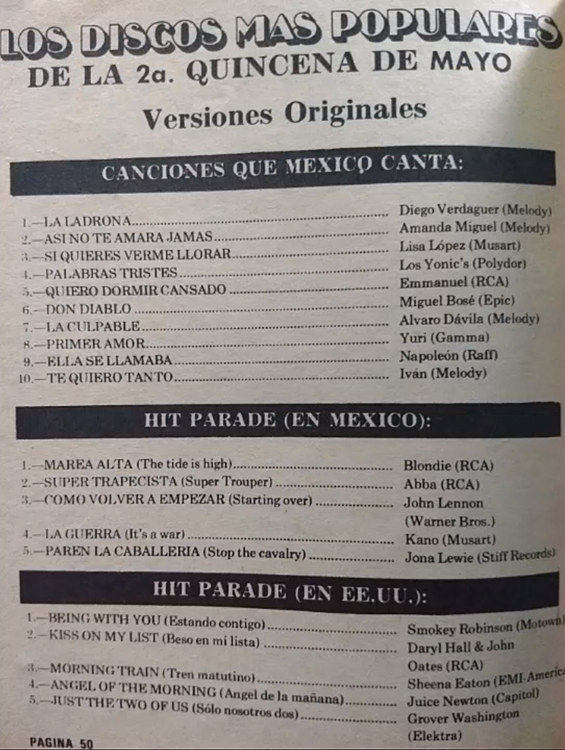 LOS DISCOS MAS POPULARES
DE LA 2a. QUINCENA DE MAYO
Versiones Originales
CANCIONES QUE MEXICO CANTA:
1.—LA LADRONA........ Diego Verdaguer (Melody)
2.—ASI NO TE AMARA JAMAS........ Amanda Miguel (Melody)
3.—SI QUIERES VERME LLORAR........ Lisa López (Musart)
4.—PALABRAS TRISTES........ Los Yonic's (Polydor)
5.—QUIERO DORMIR CANSADO........ Emmanuel (RCA)
6.—DON DIABLO........ Miguel Bosé (Epic)
7.—LA CULPABLE........ Alvaro Dávila (Melody)
8.—PRIMER AMOR........ Yuri (Gamma)
9.—ELLA SE LLAMABA........ Napoleón (Raff)
10.—TE QUIERO TANTO........ Iván (Melody)
HIT PARADE (EN MEXICO):
1.—MAREA ALTA (The tide is high)........ Blondie (RCA)
2.—SUPER TRAPECISTA (Super Trouper)........ Abba (RCA)
3.—COMO VOLVER A EMPEZAR (Starting over)........ John Lennon
(Warner Bros.)
4.—LA GUERRA (It's a war)........ Kano (Musart)
5.—PAREN LA CABALLERIA (Stop the cavalry)........ Jona Lewie (Stiff Records)
HIT PARADE (EN EE.UU.):
1.—BEING WITH YOU (Estando contigo)........ Smokey Robinson (Motown)
2.—KISS ON MY LIST (Beso en mi lista)........ Daryl Hall & John
Oates (RCA)
3.—MORNING TRAIN (Tren matutino)........ Sheena Eaton (EMI-America
4.—ANGEL OF THE MORNING (Angel de la mañana)........ Juice Newton (Capitol)
5.—JUST THE TWO OF US (Sólo nosotros dos)........ Grover Washington
(Elektra)
PAGINA 50